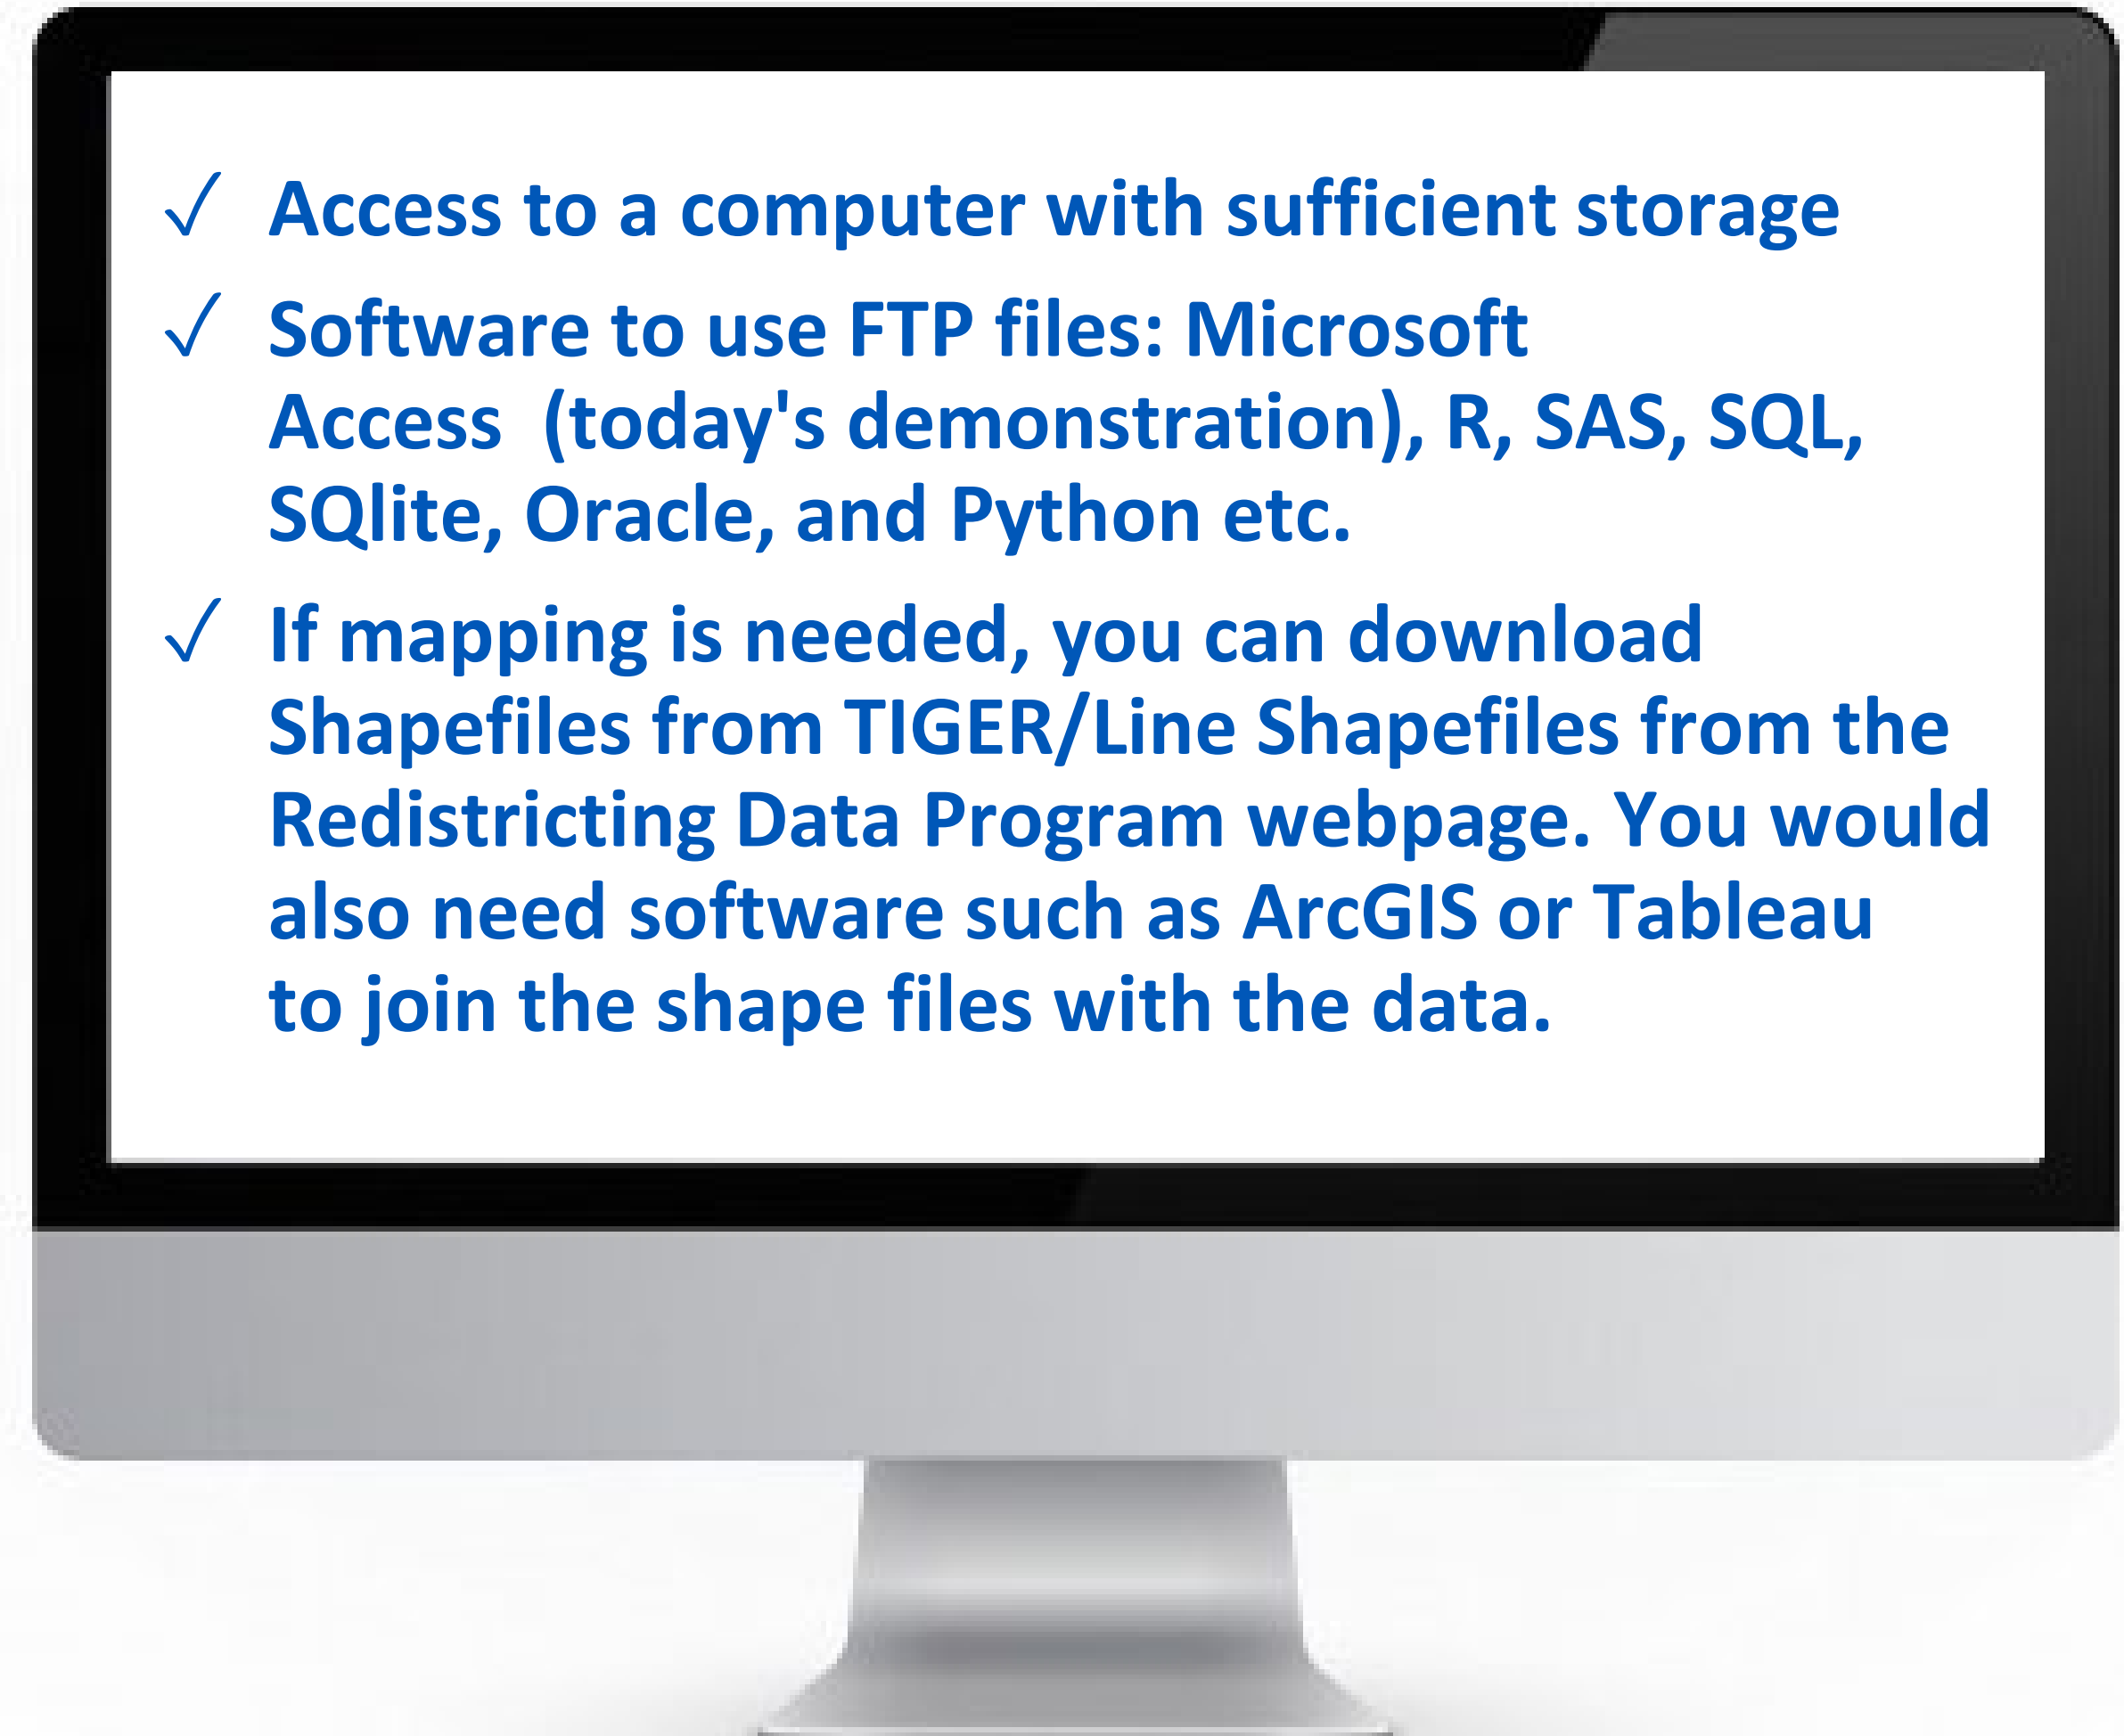 ✓ Access to a computer with sufficient storage
✓ Software to use FTP files: Microsoft
Access  (today's demonstration), R, SAS, SQL,
SQlite, Oracle, and Python etc.
✓ If mapping is needed, you can download
Shapefiles from TIGER/Line Shapefiles from the
Redistricting Data Program webpage. You would
also need software such as ArcGIS or Tableau
to join the shape files with the data.